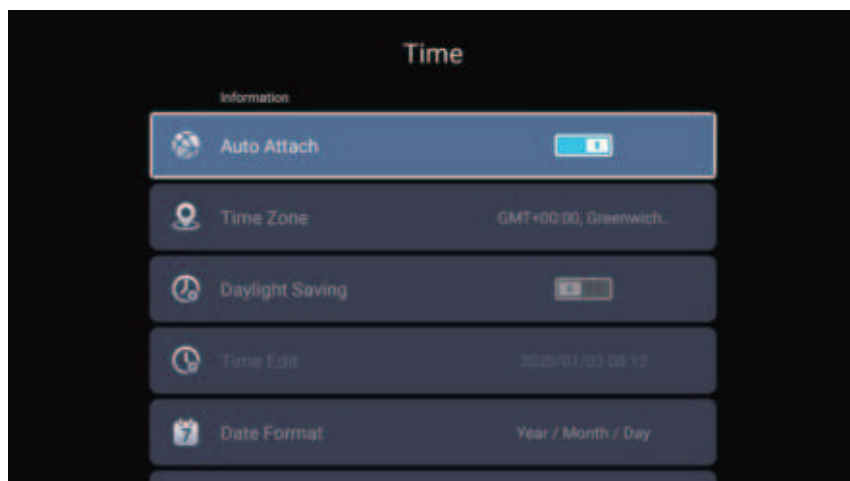 Time
Information
Auto Attach
Time Zone GMT+00:00, Greenwich..
Daylight Saving
Time Edit 2020/01/03 08:12
7 Date Format Year / Month / Day